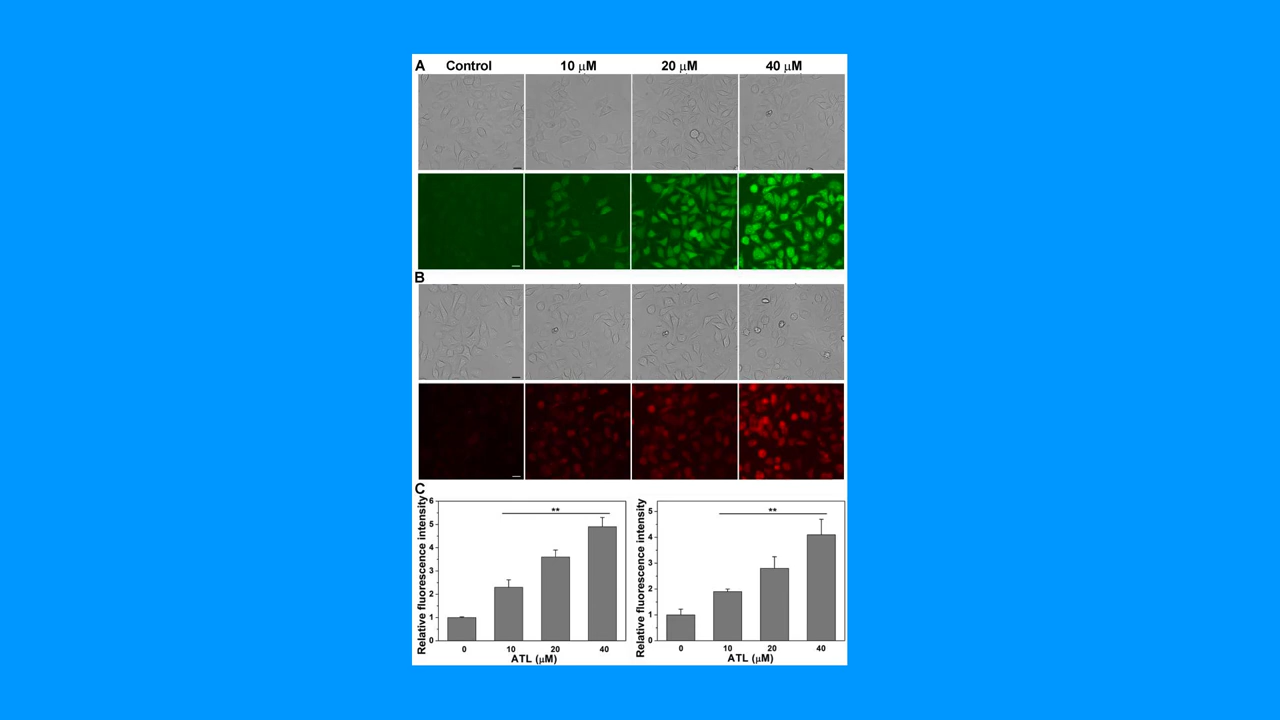 A Control 10 μM 20 μM 40 μM
B
C
Relative fluorescence intensity
6
5
4
3
2
1
0
**
0 10 20 40
ATL (μM)
Relative fluorescence intensity
5
4
3
2
1
0
**
0 10 20 40
ATL (μM)